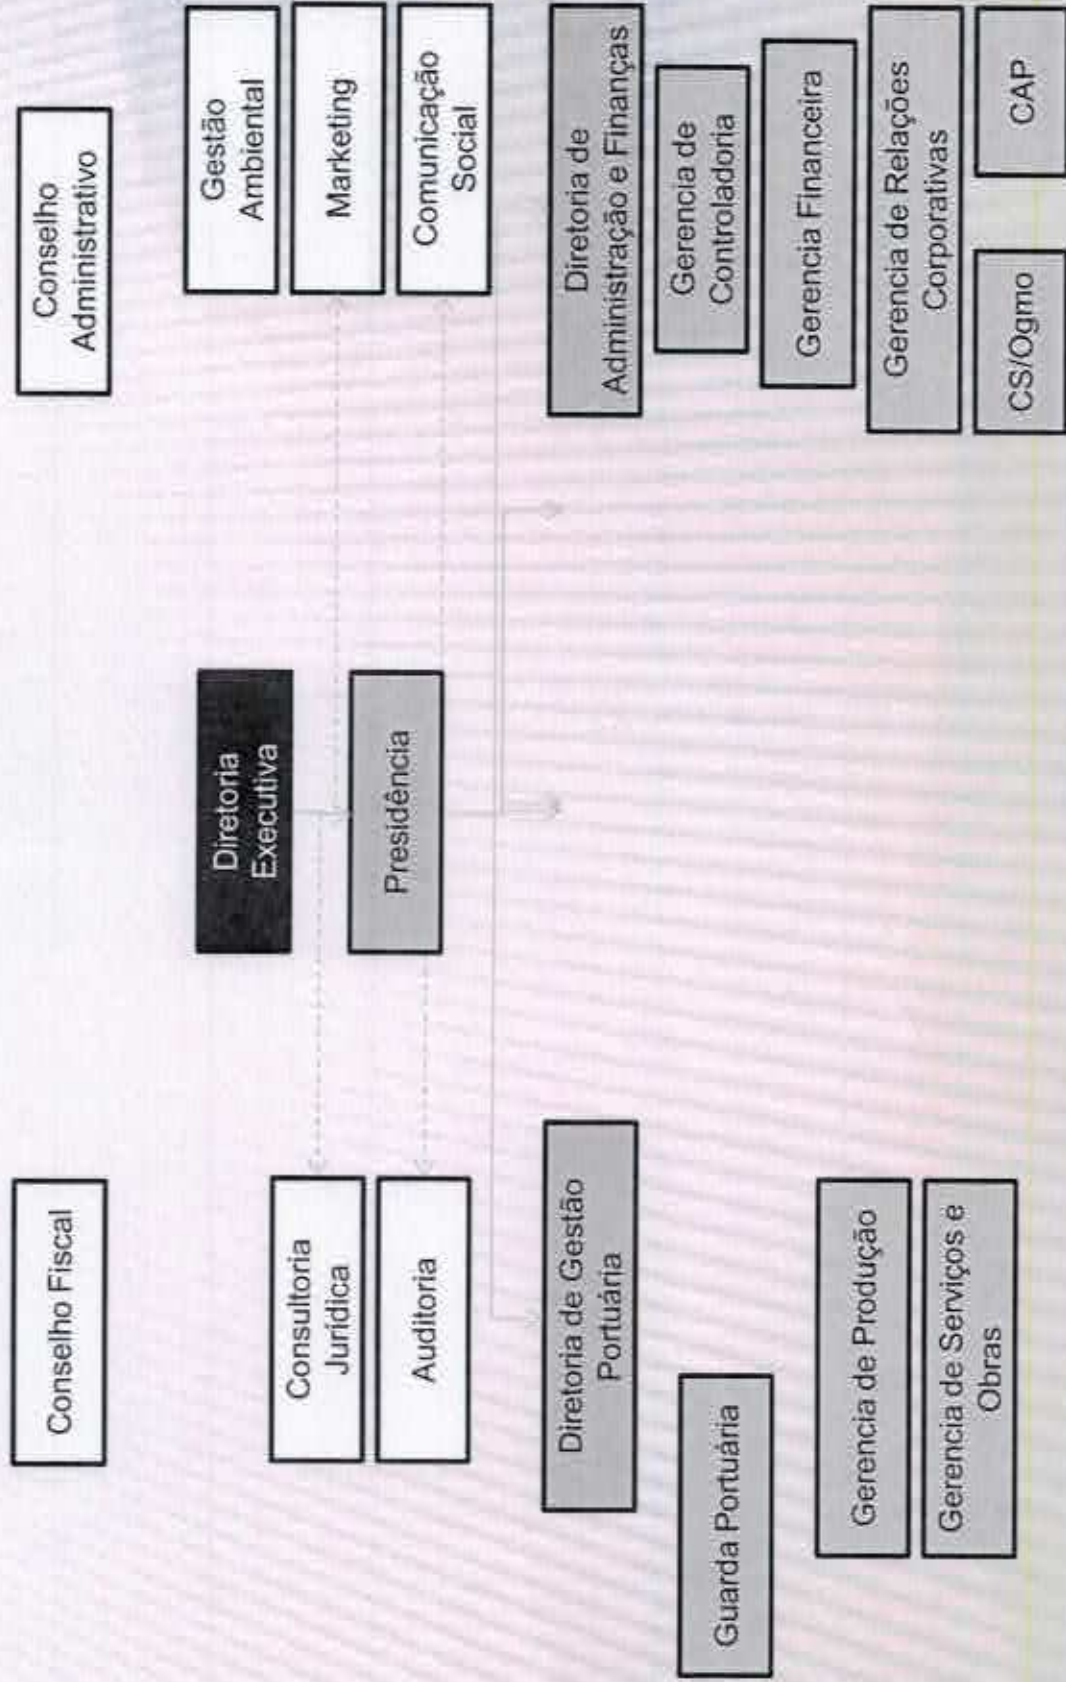 Conselho Fiscal
Conselho
Administrativo
Diretoria
Executiva
Consultoria
Jurídica
Auditoria
Presidência
Gestão
Ambiental
Marketing
Comunicação
Social
Diretoria de Gestão
Portuária
Guarda Portuária
Gerencia de Produção
Gerencia de Serviços e
Obras
Diretoria de
Administração e Finanças
Gerencia de
Controladoria
Gerencia Financeira
Gerencia de Relações
Corporativas
CS/Ogmo
CAP